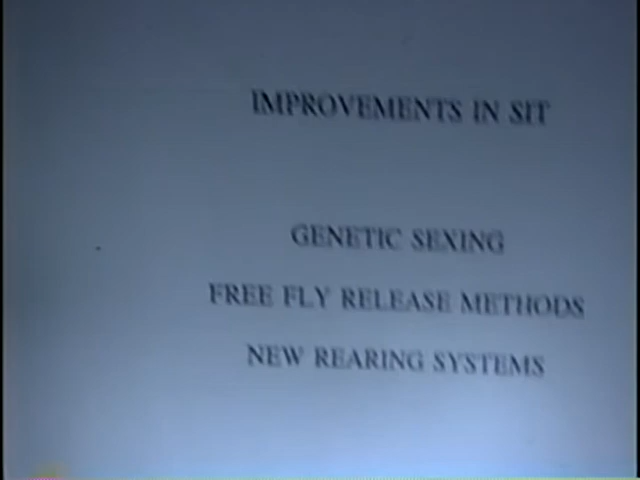 IMPROVEMENTS IN SIT
GENETIC SEXING
FREE FLY RELEASE METHODS
NEW REARING SYSTEMS